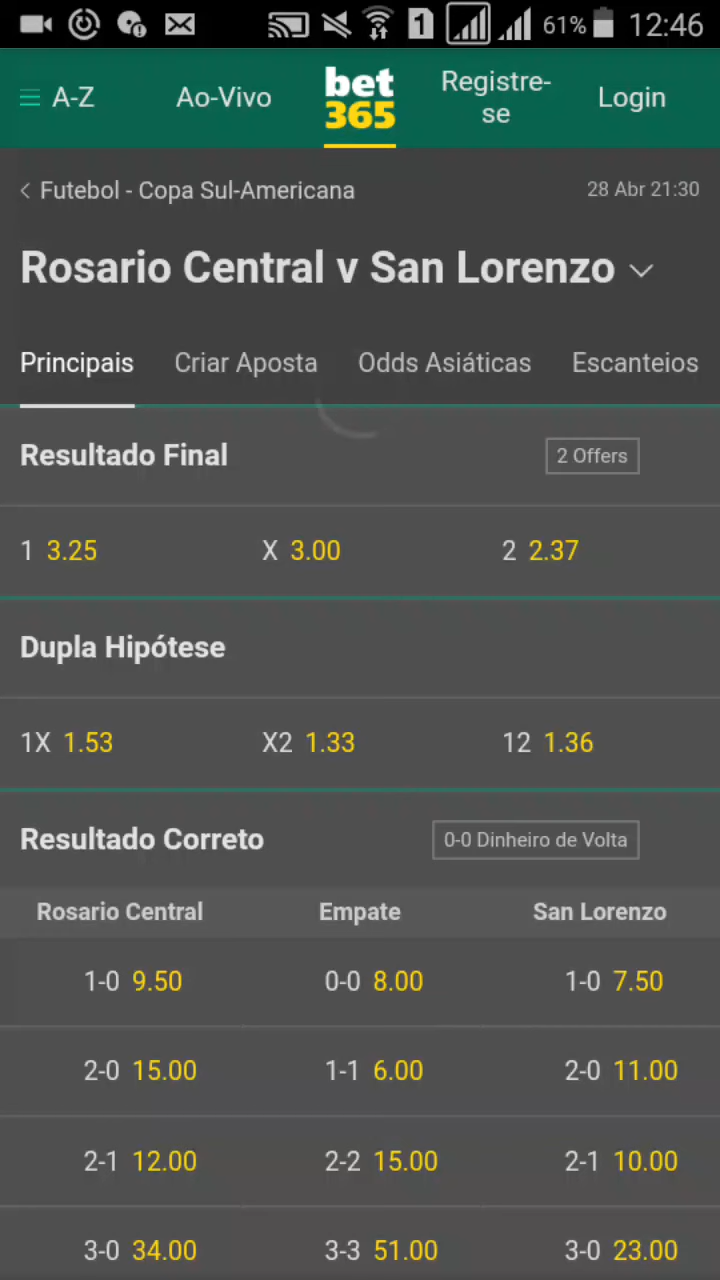 1 61% 12:46
A-Z Ao-Vivo bet365 Registre-se Login
Futebol - Copa Sul-Americana 28 Abr 21:30
Rosario Central v San Lorenzo
Principais Criar Aposta Odds Asiáticas Escanteios
Resultado Final 2 Offers
1 3.25 X 3.00 2 2.37
Dupla Hipótese
1X 1.53 X2 1.33 12 1.36
Resultado Correto 0-0 Dinheiro de Volta
Rosario Central Empate San Lorenzo
1-0 9.50 0-0 8.00 1-0 7.50
2-0 15.00 1-1 6.00 2-0 11.00
2-1 12.00 2-2 15.00 2-1 10.00
3-0 34.00 3-3 51.00 3-0 23.00